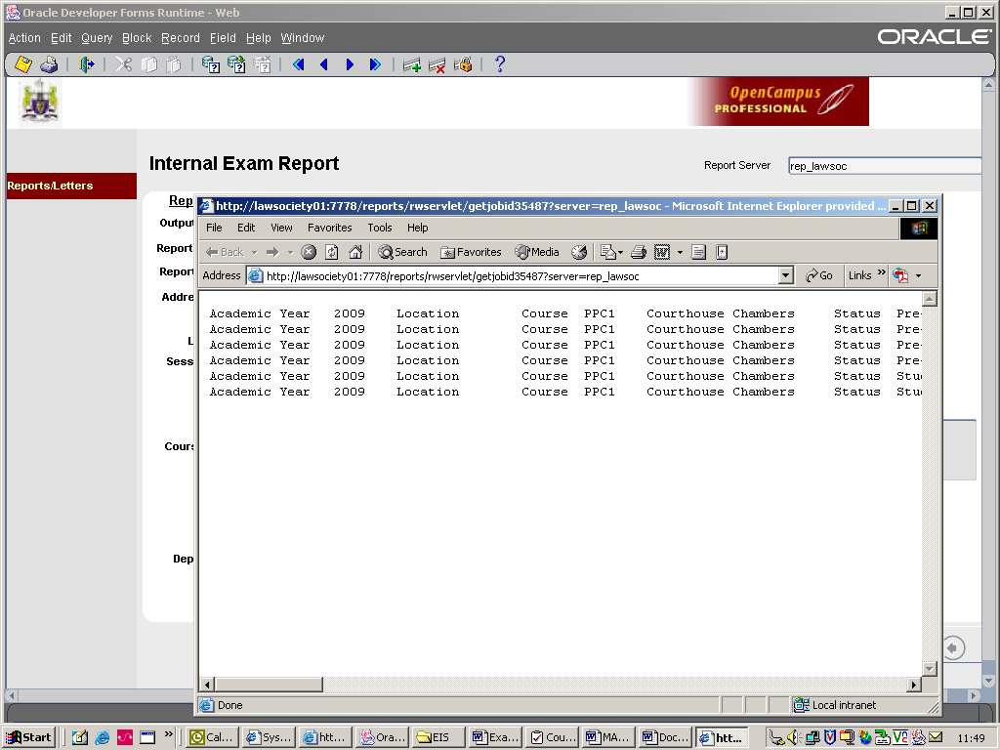 Oracle Developer Forms Runtime - Web
Action Edit Query Block Record Field Help Window
ORACLE
OpenCampus
PROFESSIONAL
Internal Exam Report
Report Server rep_lawsoc
Reports/Letters
Rep
http://lawsociety01:7778/reports/rwservlet/getjobid35487?server=rep_lawsoc - Microsoft Internet Explorer provided ...
Output
File Edit View Favorites Tools Help
Report
Back Search Favorites Media
Report
Address http://lawsociety01:7778/reports/rwservlet/getjobid35487?server=rep_lawsoc Go Links »
Addre
Academic Year 2009 Location Course PPC1 Courthouse Chambers Status Pre-
Academic Year 2009 Location Course PPC1 Courthouse Chambers Status Pre-
L
Academic Year 2009 Location Course PPC1 Courthouse Chambers Status Pre-
Sess
Academic Year 2009 Location Course PPC1 Courthouse Chambers Status Pre-
Academic Year 2009 Location Course PPC1 Courthouse Chambers Status Stu
Academic Year 2009 Location Course PPC1 Courthouse Chambers Status Stu
Cours
Dep
Done Local intranet
Start » Cal... Sys... htt... Ora... EIS Exa... Cou... MA... Doc... htt... 11:49